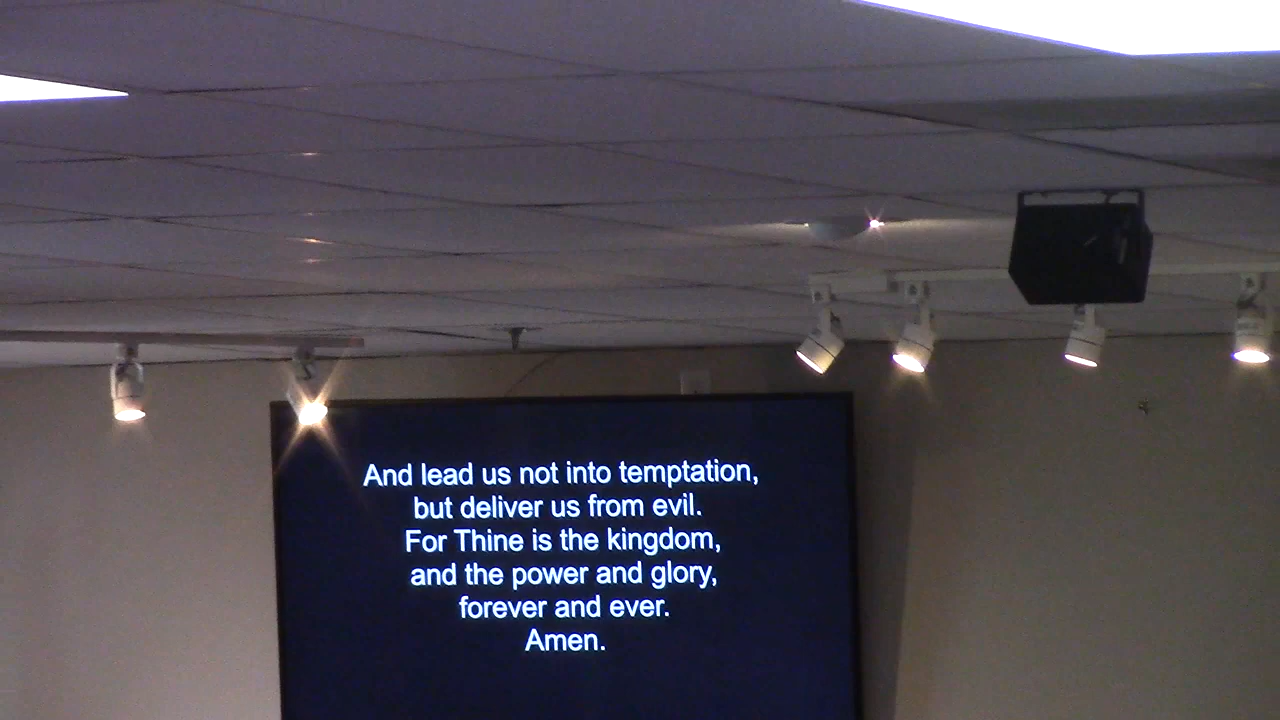 And lead us not into temptation,
but deliver us from evil.
For Thine is the kingdom,
and the power and glory,
forever and ever.
Amen.